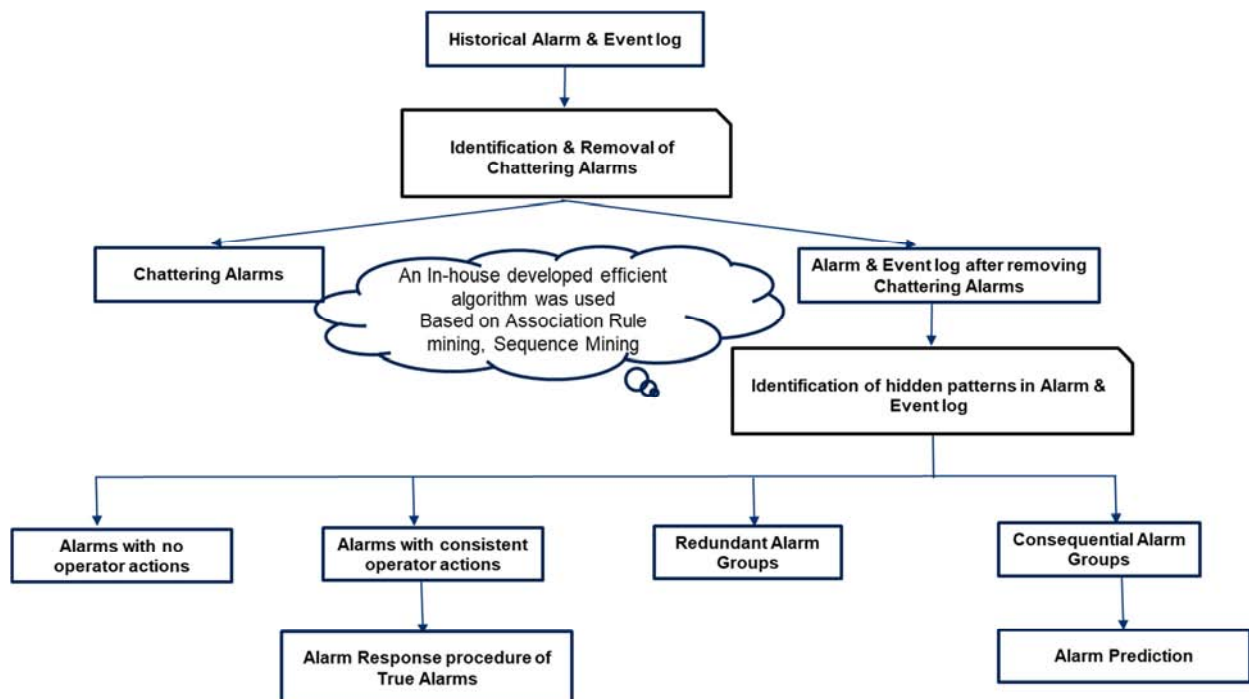 Historical Alarm & Event log
Identification & Removal of
Chattering Alarms
Chattering Alarms
An In-house developed efficient
algorithm was used
Based on Association Rule
mining, Sequence Mining
Alarm & Event log after removing
Chattering Alarms
Identification of hidden patterns in Alarm &
Event log
Alarms with no
operator actions
Alarms with consistent
operator actions
Redundant Alarm
Groups
Consequential Alarm
Groups
Alarm Response procedure of
True Alarms
Alarm Prediction